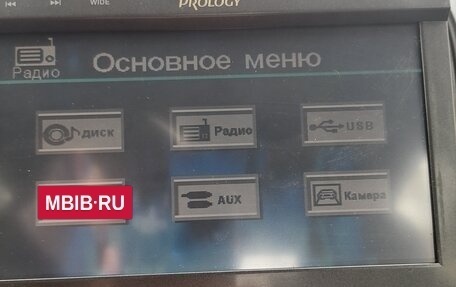 WIDE PROLOGY
Радио Основное меню
диск Радио USB
MBIB·RU AUX Камера